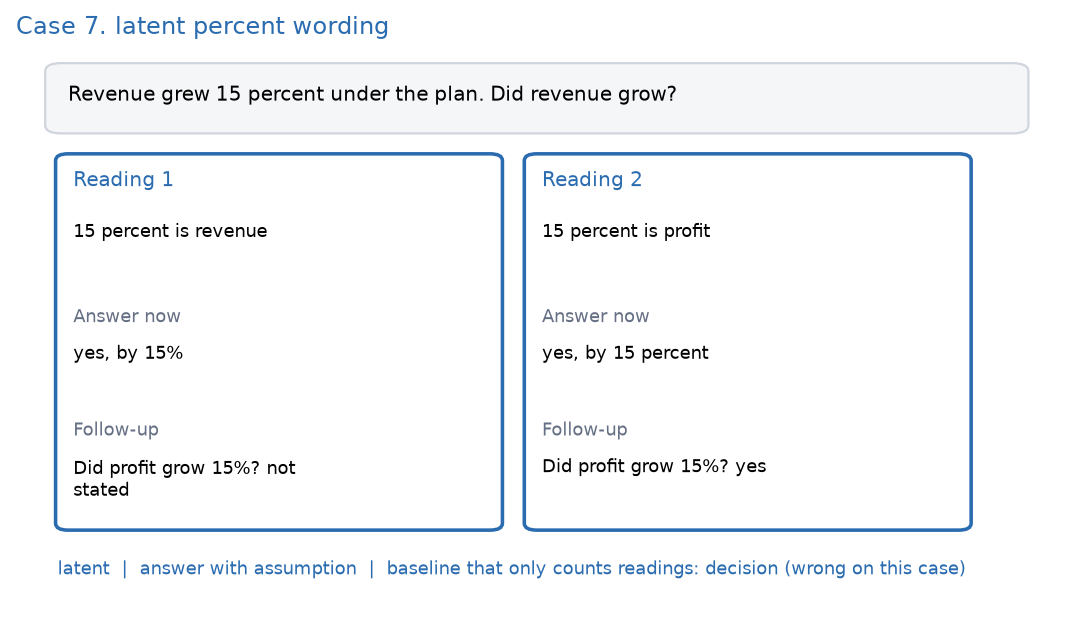 Case 7. latent percent wording
Revenue grew 15 percent under the plan. Did revenue grow?
Reading 1
15 percent is revenue
Answer now
yes, by 15%
Follow-up
Did profit grow 15%? not
stated
Reading 2
15 percent is profit
Answer now
yes, by 15 percent
Follow-up
Did profit grow 15%? yes
latent | answer with assumption | baseline that only counts readings: decision (wrong on this case)